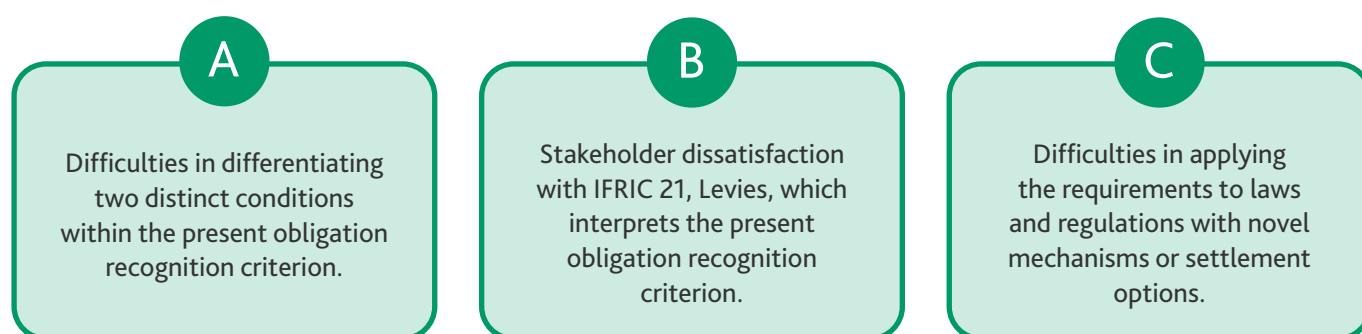 A
Difficulties in differentiating
two distinct conditions
within the present obligation
recognition criterion.
B
Stakeholder dissatisfaction
with IFRIC 21, Levies, which
interprets the present
obligation recognition
criterion.
C
Difficulties in applying
the requirements to laws
and regulations with novel
mechanisms or settlement
options.